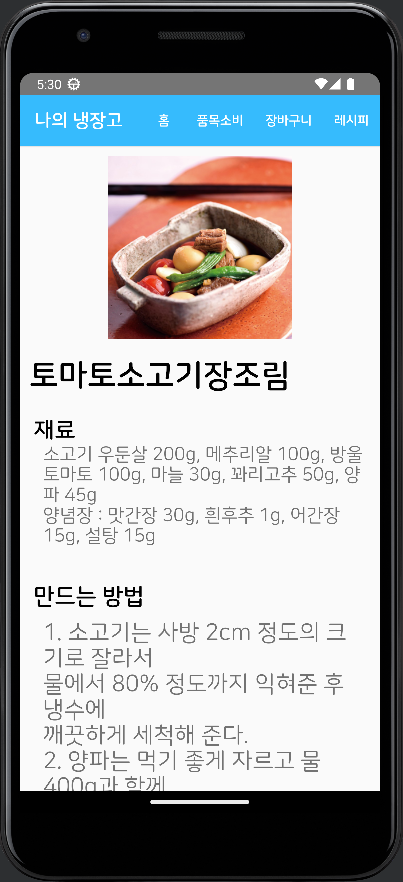 5:30
나의 냉장고 홈 품목소비 장바구니 레시피
토마토소고기장조림
재료
소고기 우둔살 200g, 메추리알 100g, 방울
토마토 100g, 마늘 30g, 꽈리고추 50g, 양
파 45g
양념장 : 맛간장 30g, 흰후추 1g, 어간장
15g, 설탕 15g
만드는 방법
1. 소고기는 사방 2cm 정도의 크
기로 잘라서
물에서 80% 정도까지 익혀준 후
냉수에
깨끗하게 세척해 준다.
2. 양파는 먹기 좋게 자르고 물
400g과 함께